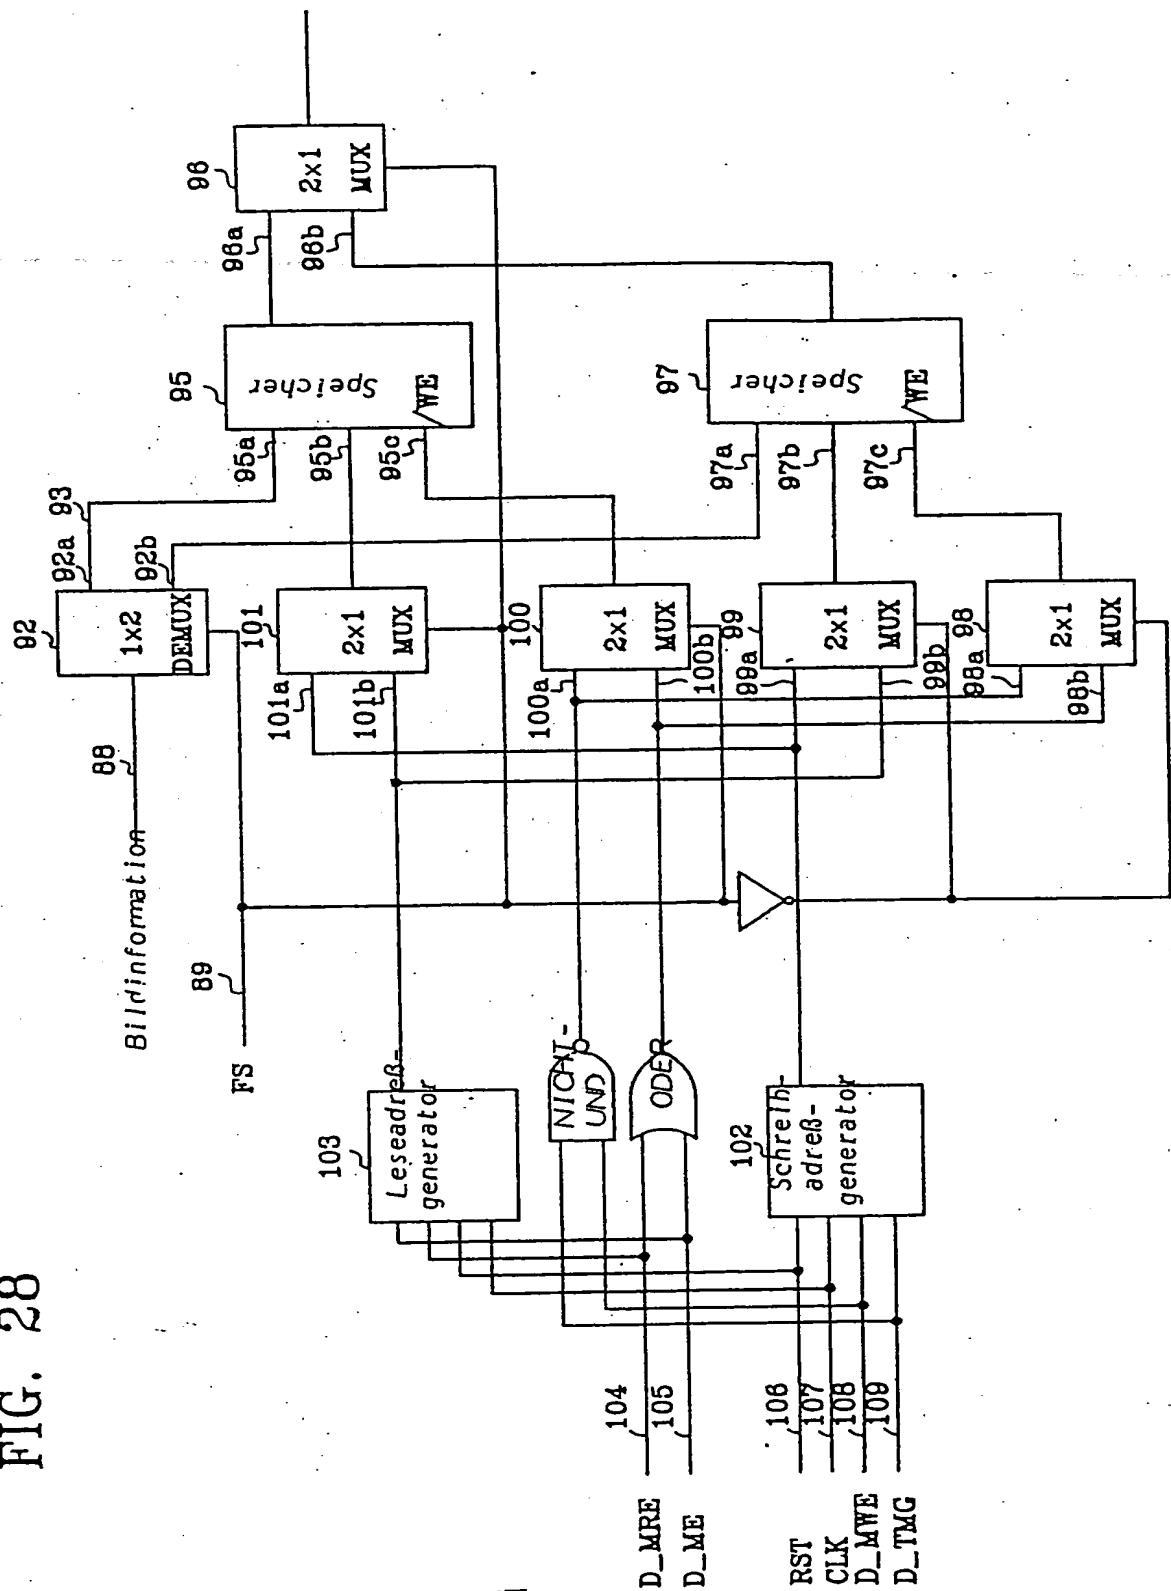 FIG. 28
Bildinformation
88
92
1x2
DEMUX
92a
92b
93
FS
89
101
2x1
MUX
101a
101b
95
Speicher
WE
95a
95b
95c
96
2x1
MUX
96a
96b
103
Leseadreß-
generator
NICHT-
UND
ODER
100
2x1
MUX
100a
100b
99
2x1
MUX
99a
99b
97
Speicher
WE
97a
97b
97c
98
2x1
MUX
98a
98b
102
Schreib-
adreß-
generator
D_MRE
104
D_ME
105
RST
106
CLK
107
D_MWE
108
D_TMG
109